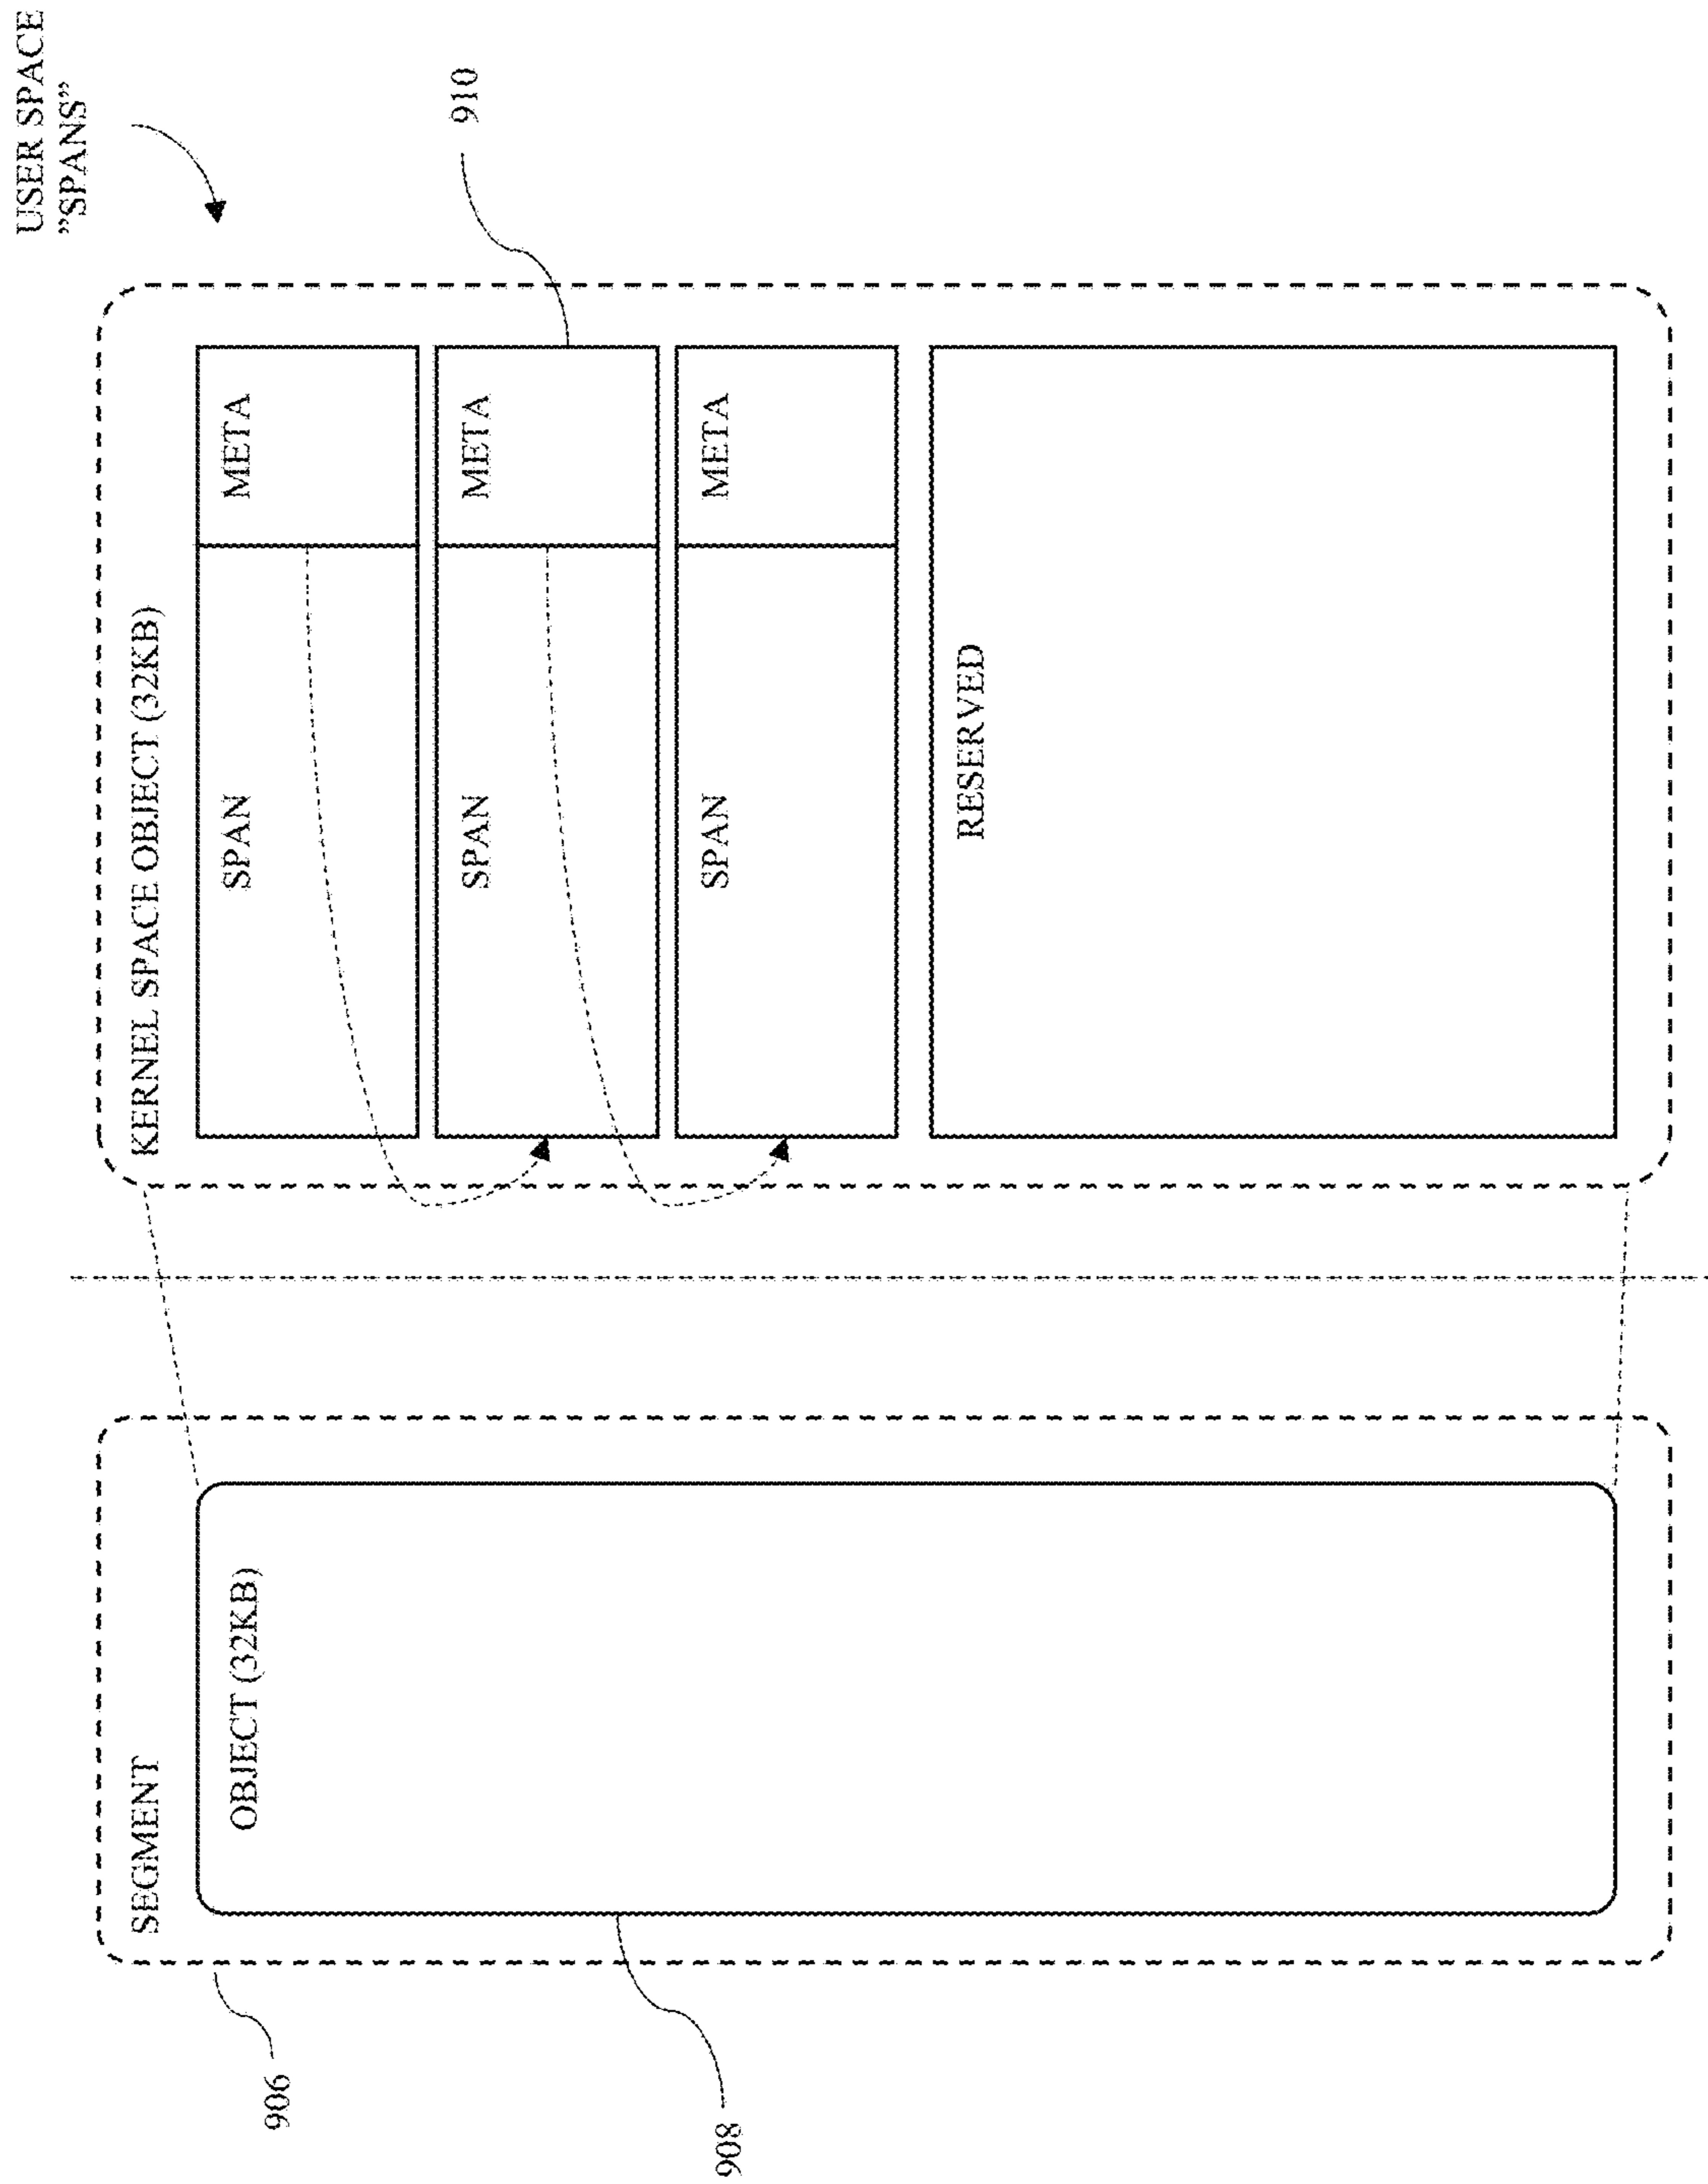 USER SPACE
”SPANS”
SEGMENT
OBJECT (32KB)
906
908
KERNEL SPACE OBJECT (32KB)
SPAN
META
SPAN
META
910
SPAN
META
RESERVED